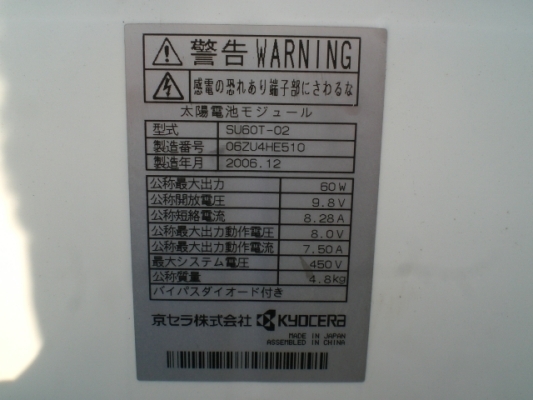 警告 WARNING
感電の恐れあり端子部にさわるな
太陽電池モジュール
型式 SU60T-02
製造番号 06ZU4HE510
製造年月 2006.12
公称最大出力 60W
公称開放電圧 9.8V
公称短絡電流 8.28A
公称最大出力動作電圧 8.0V
公称最大出力動作電流 7.50A
最大システム電圧 450V
公称質量 4.8kg
バイパスダイオード付き
京セラ株式会社 KYOCERA
MADE IN JAPAN
ASSEMBLED IN CHINA